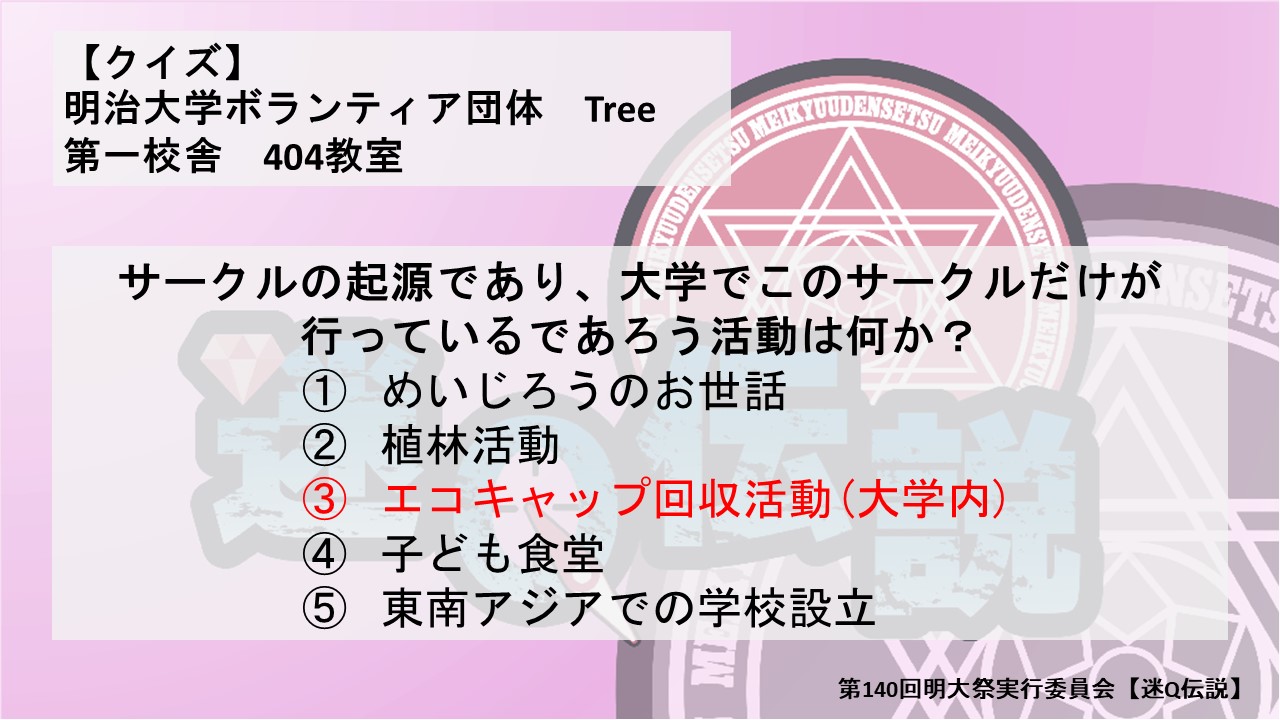 【クイズ】
明治大学ボランティア団体　Tree
第一校舎　404教室
MEIKYUUDENSETSU MEIKYUUDENSETSU
サークルの起源であり、大学でこのサークルだけが
行っているであろう活動は何か？
① めいじろうのお世話
② 植林活動
③ エコキャップ回収活動(大学内)
④ 子ども食堂
⑤ 東南アジアでの学校設立
迷Q伝説
第140回明大祭実行委員会【迷Q伝説】